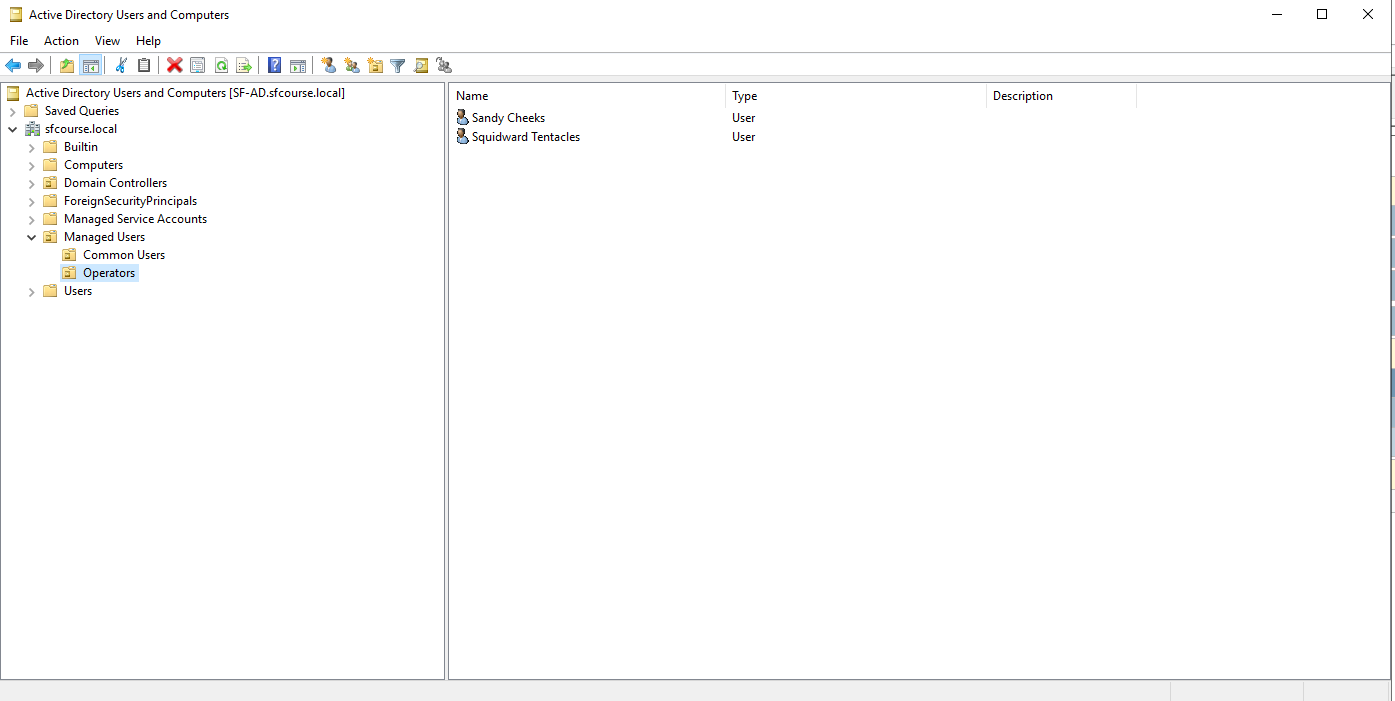 Active Directory Users and Computers
File Action View Help
Active Directory Users and Computers [SF-AD.sfcourse.local]
Saved Queries
sfcourse.local
Builtin
Computers
Domain Controllers
ForeignSecurityPrincipals
Managed Service Accounts
Managed Users
Common Users
Operators
Users
Name Type Description
Sandy Cheeks User
Squidward Tentacles User